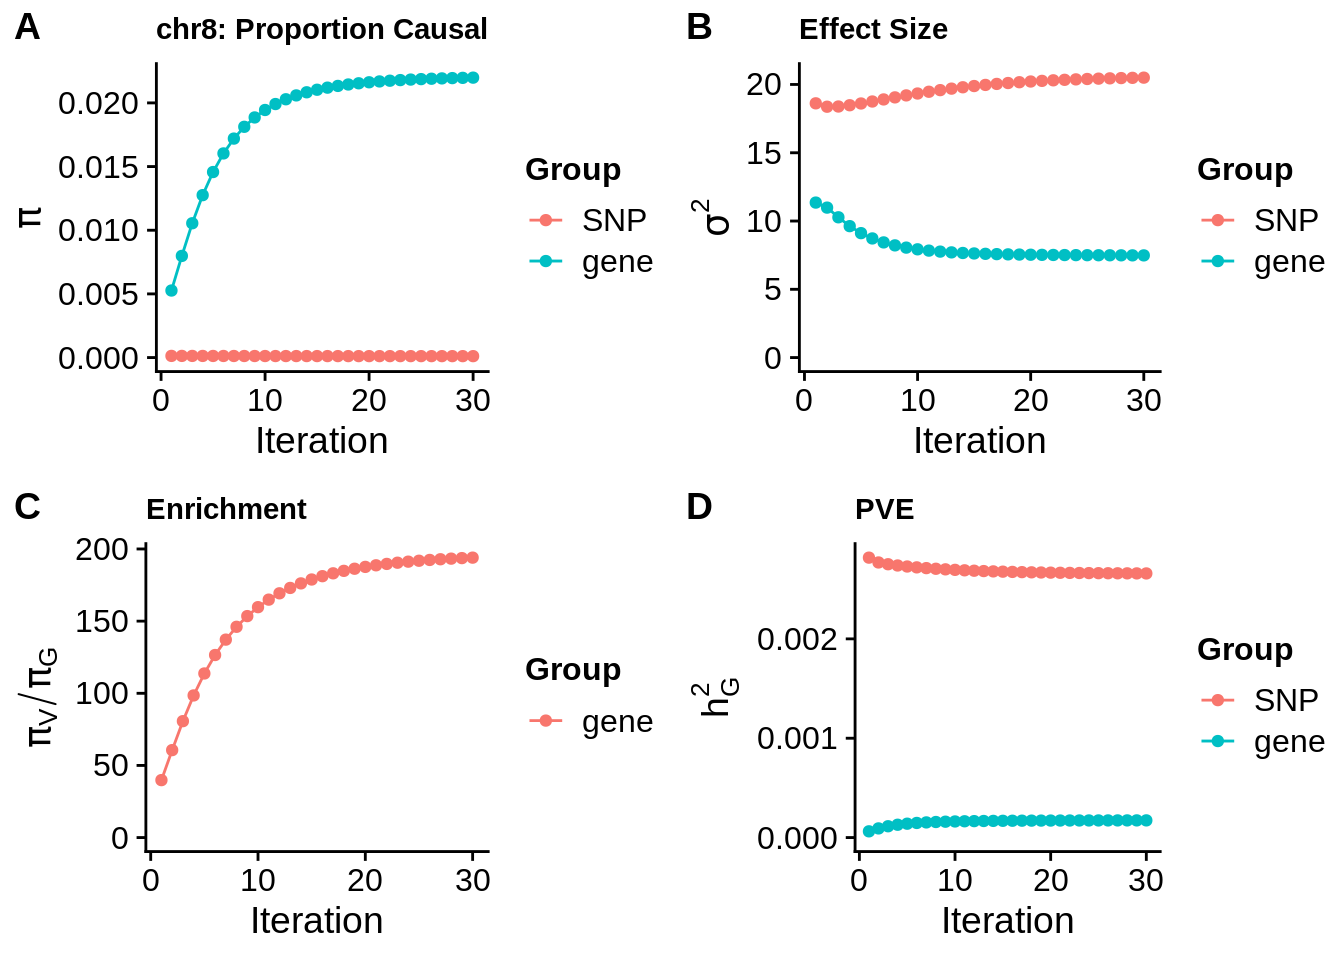 A
chr8: Proportion Causal
π
0.020
0.015
0.010
0.005
0.000
0 10 20 30
Iteration
Group
SNP
gene
B
Effect Size
σ²
20
15
10
5
0
0 10 20 30
Iteration
Group
SNP
gene
C
Enrichment
πV/πG
200
150
100
50
0
0 10 20 30
Iteration
Group
gene
D
PVE
h²G
0.002
0.001
0.000
0 10 20 30
Iteration
Group
SNP
gene